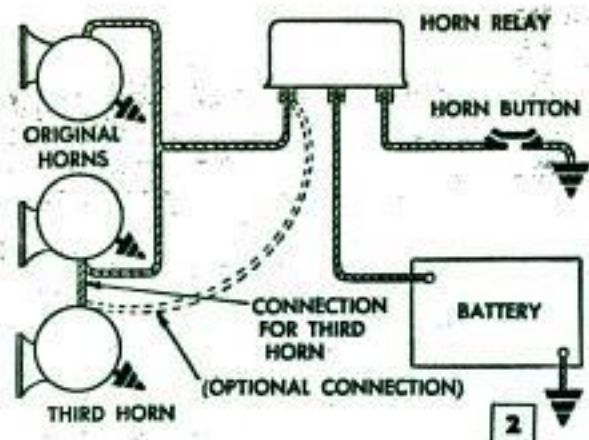 HORN RELAY
HORN BUTTON
ORIGINAL
HORNS
CONNECTION
FOR THIRD
HORN
BATTERY
(OPTIONAL CONNECTION)
THIRD HORN
2